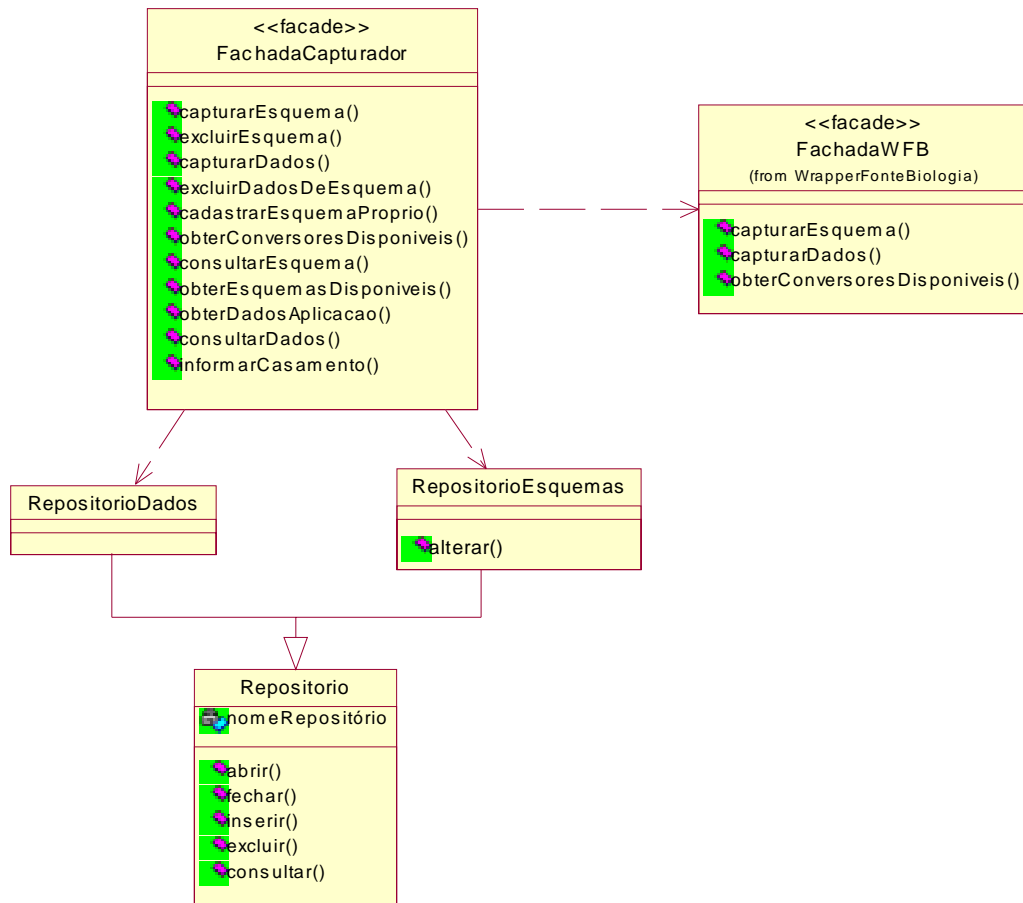 <<facade>>
FachadaCapturador
capturarEsquema()
excluirEsquema()
capturarDados()
excluirDadosDeEsquema()
cadastrarEsquemaProprio()
obterConversoresDisponiveis()
consultarEsquema()
obterEsquemasDisponiveis()
obterDadosAplicacao()
consultarDados()
informarCasamento()
<<facade>>
FachadaWFB
(from WrapperFonteBiologia)
capturarEsquema()
capturarDados()
obterConversoresDisponíveis()
RepositorioDados
RepositorioEsquemas
alterar()
Repositorio
nomeRepositório
abrir()
fechar()
inserir()
excluir()
consultar()